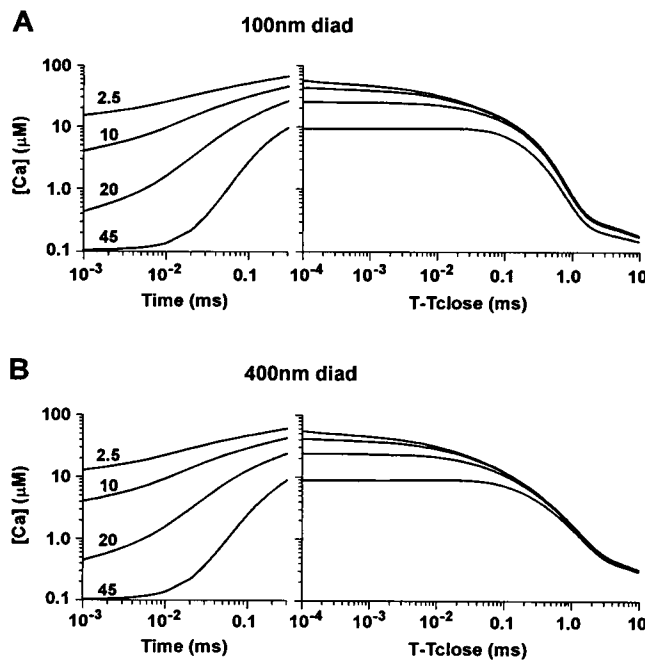 A
100nm diad
[Ca] (μM)
100
10
1.0
0.1
2.5
10
20
45
10⁻³ 10⁻² 0.1
Time (ms)
10⁻⁴ 10⁻³ 10⁻² 0.1 1.0 10
T-Tclose (ms)
B
400nm diad
[Ca] (μM)
100
10
1.0
0.1
2.5
10
20
45
10⁻³ 10⁻² 0.1
Time (ms)
10⁻⁴ 10⁻³ 10⁻² 0.1 1.0 10
T-Tclose (ms)